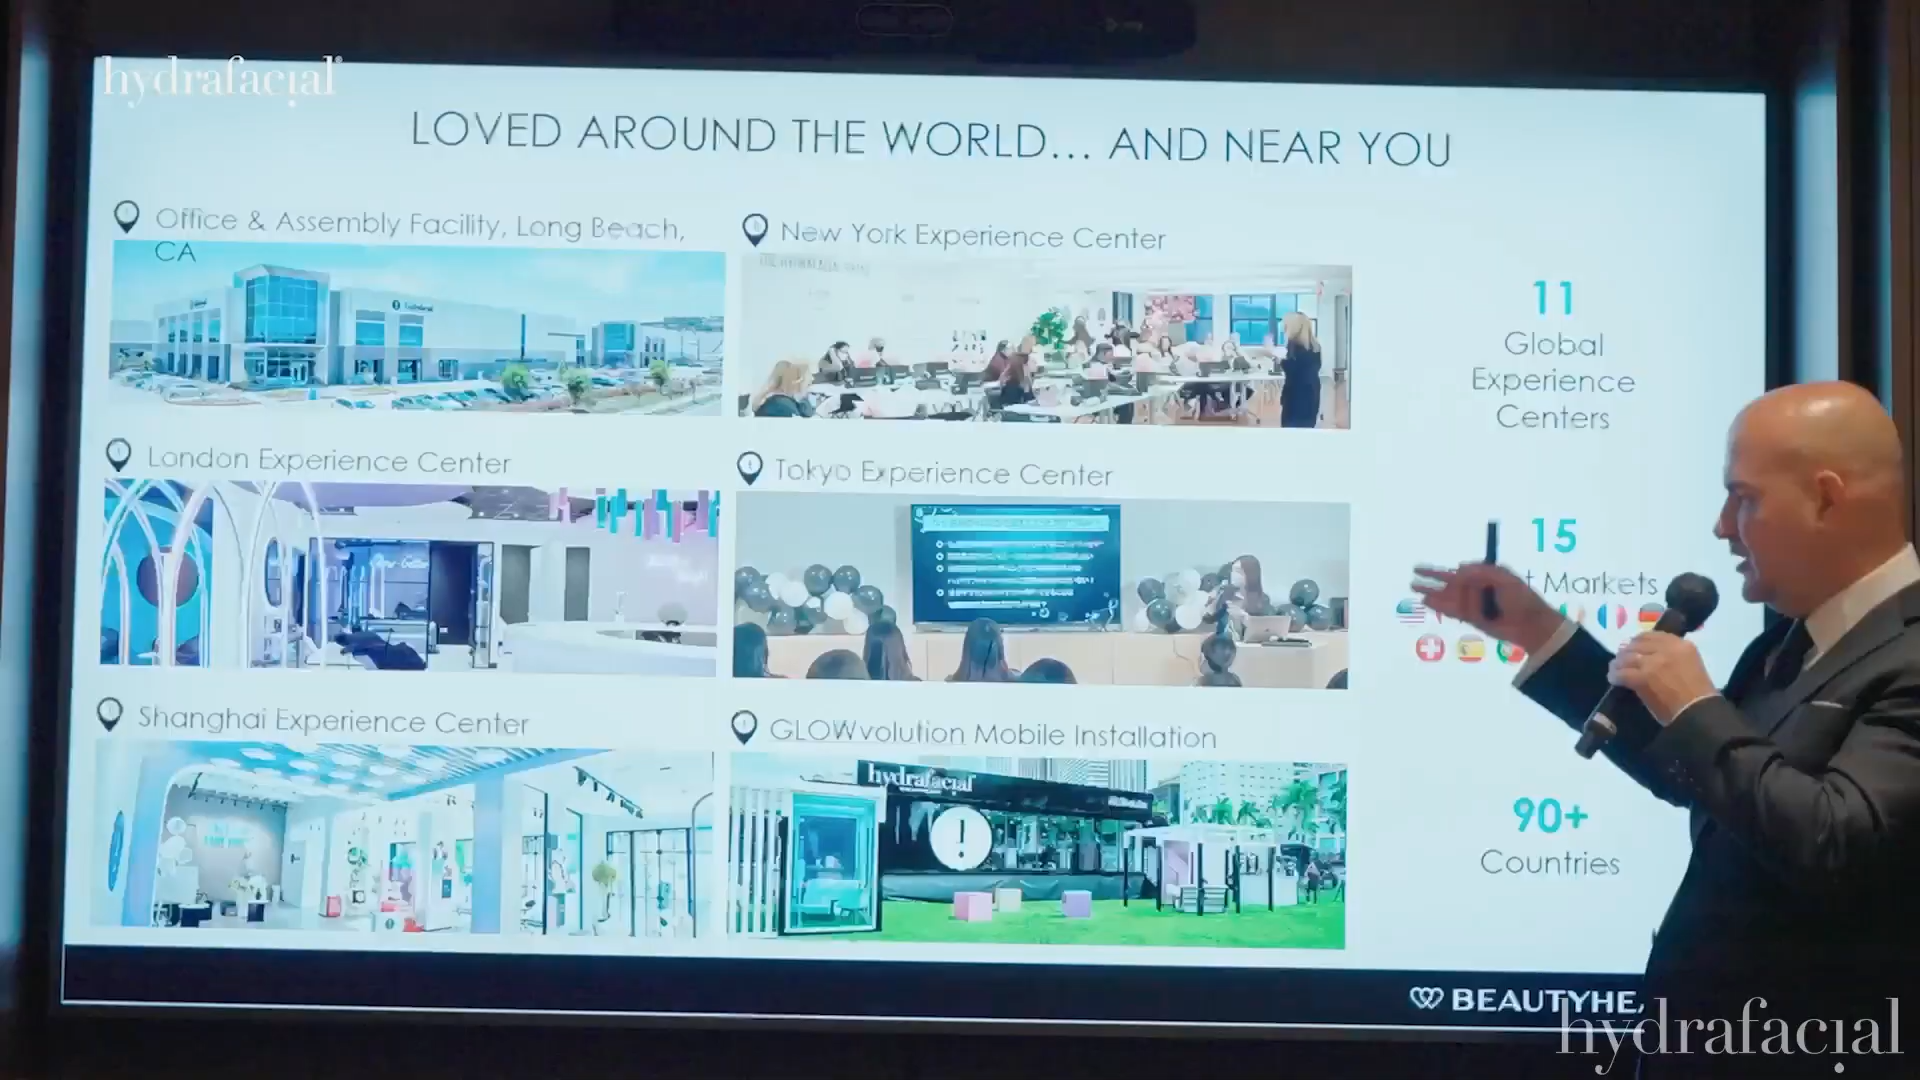 hydrafacial
LOVED AROUND THE WORLD... AND NEAR YOU
Office & Assembly Facility, Long Beach,
CA
New York Experience Center
11
Global
Experience
Centers
London Experience Center
Tokyo Experience Center
15
Markets
Shanghai Experience Center
GLOWvolution Mobile Installation
hydrafacial
90+
Countries
BEAUTYHEA
hydrafacial